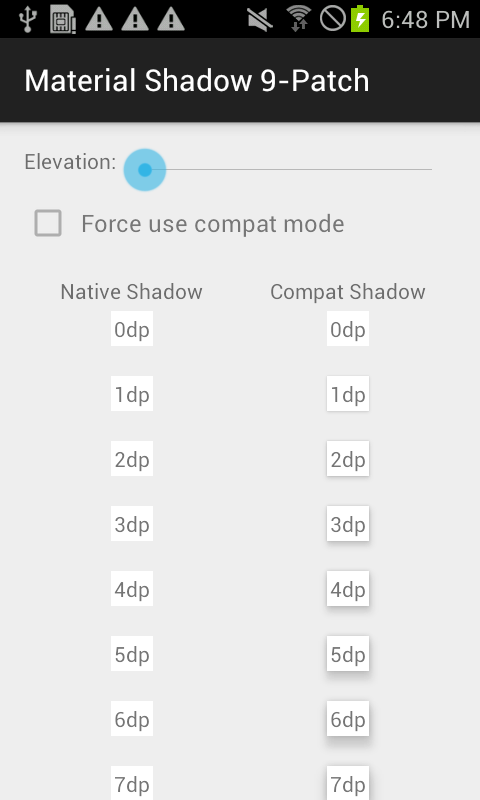 6:48 PM
Material Shadow 9-Patch
Elevation:
Force use compat mode
Native Shadow Compat Shadow
0dp 0dp
1dp 1dp
2dp 2dp
3dp 3dp
4dp 4dp
5dp 5dp
6dp 6dp
7dp 7dp